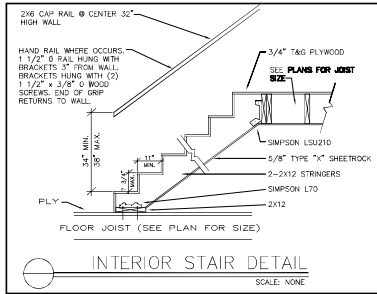 2X6 CAP RAIL @ CENTER 32"
HIGH WALL
HAND RAIL WHERE OCCURS.
1 1/2" O RAIL HUNG WITH
BRACKETS 3" FROM WALL.
BRACKETS HUNG WITH (2)
1 1/2" x 3/8" O WOOD
SCREWS. END OF GRIP
RETURNS TO WALL.
3/4" T&G PLYWOOD
SEE PLANS FOR JOIST
SIZE
SIMPSON LSU210
5/8" TYPE "X" SHEETROCK
2-2X12 STRINGERS
SIMPSON L70
2X12
34" MIN.
38" MAX.
11"
MIN.
7 3/4"
MAX.
PLY
FLOOR JOIST (SEE PLAN FOR SIZE)
INTERIOR STAIR DETAIL
SCALE: NONE